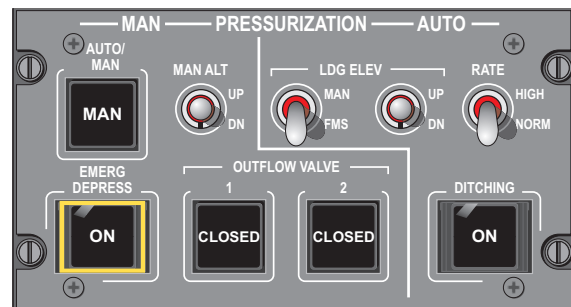 MAN PRESSURIZATION AUTO
AUTO/
MAN
MAN
MAN ALT
UP
DN
LDG ELEV
MAN
FMS
UP
DN
RATE
HIGH
NORM
EMERG
DEPRESS
ON
OUTFLOW VALVE
1
2
CLOSED
CLOSED
DITCHING
ON